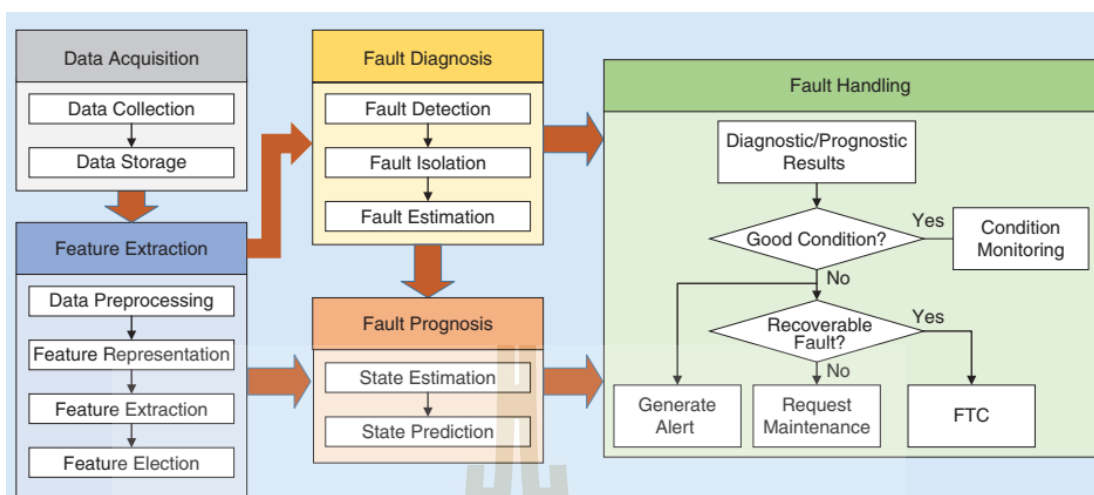 Data Acquisition
Data Collection
Data Storage
Feature Extraction
Data Preprocessing
Feature Representation
Feature Extraction
Feature Election
Fault Diagnosis
Fault Detection
Fault Isolation
Fault Estimation
Fault Prognosis
State Estimation
State Prediction
Fault Handling
Diagnostic/Prognostic
Results
Good Condition?
Yes
Condition
Monitoring
No
Recoverable
Fault?
Yes
No
Generate
Alert
Request
Maintenance
FTC